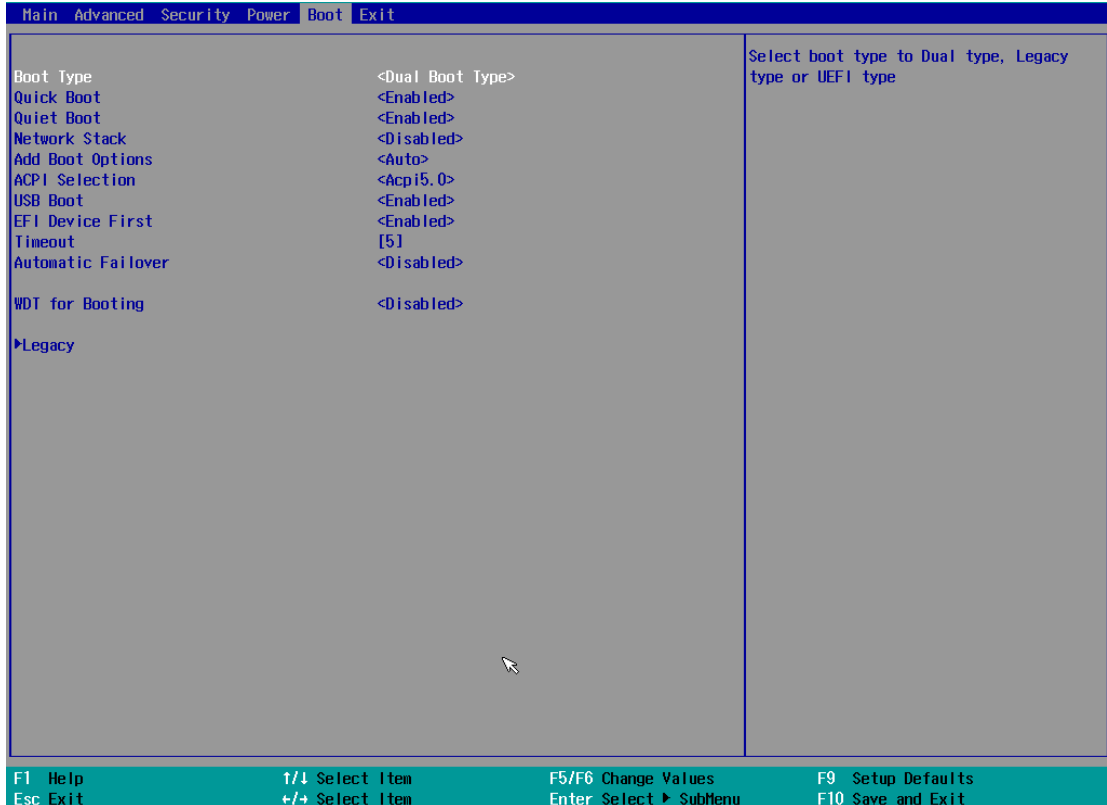 Main Advanced Security Power Boot Exit
Boot Type <Dual Boot Type>
Quick Boot <Enabled>
Quiet Boot <Enabled>
Network Stack <Disabled>
Add Boot Options <Auto>
ACPI Selection <Acpi5.0>
USB Boot <Enabled>
EFI Device First <Enabled>
Timeout [5]
Automatic Failover <Disabled>
WDT for Booting <Disabled>
▶Legacy
Select boot type to Dual type, Legacy
type or UEFI type
F1 Help ↑/↓ Select Item F5/F6 Change Values F9 Setup Defaults
Esc Exit ←/→ Select Item Enter Select ▶ SubMenu F10 Save and Exit